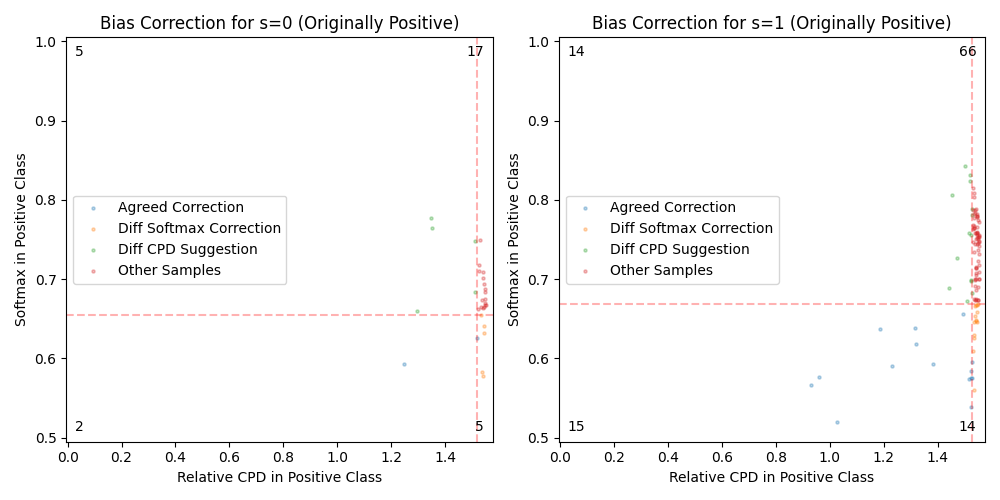 Bias Correction for s=0 (Originally Positive)
1.0
0.9
0.8
0.7
0.6
0.5
Softmax in Positive Class
5
17
Agreed Correction
Diff Softmax Correction
Diff CPD Suggestion
Other Samples
2
5
0.0 0.2 0.4 0.6 0.8 1.0 1.2 1.4
Relative CPD in Positive Class
Bias Correction for s=1 (Originally Positive)
1.0
0.9
0.8
0.7
0.6
0.5
Softmax in Positive Class
14
66
Agreed Correction
Diff Softmax Correction
Diff CPD Suggestion
Other Samples
15
14
0.0 0.2 0.4 0.6 0.8 1.0 1.2 1.4
Relative CPD in Positive Class